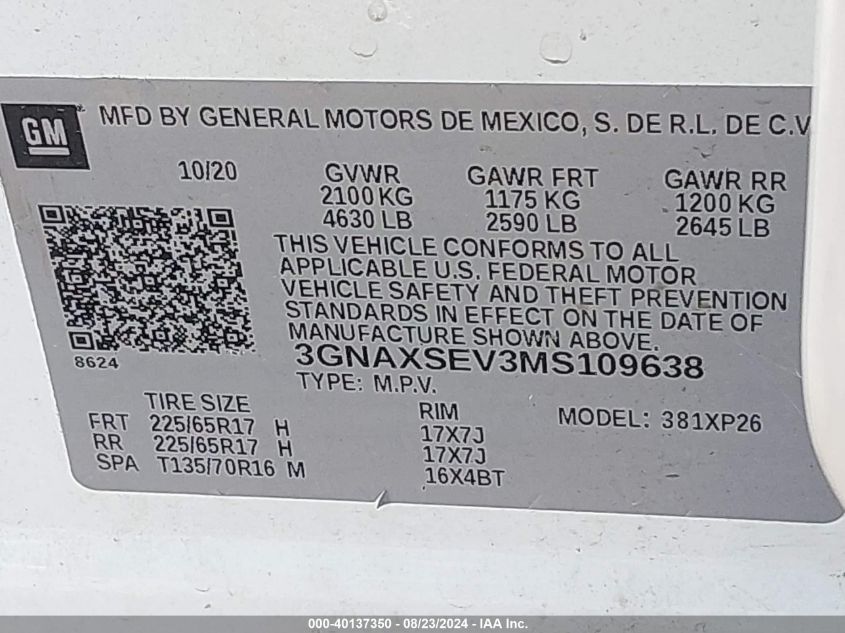 GM
MFD BY GENERAL MOTORS DE MEXICO, S. DE R.L. DE C.V
10/20 GVWR GAWR FRT GAWR RR
2100 KG 1175 KG 1200 KG
4630 LB 2590 LB 2645 LB
THIS VEHICLE CONFORMS TO ALL
APPLICABLE U.S. FEDERAL MOTOR
VEHICLE SAFETY AND THEFT PREVENTION
STANDARDS IN EFFECT ON THE DATE OF
MANUFACTURE SHOWN ABOVE.
8624 3GNAXSEV3MS109638
TYPE: M.P.V.
TIRE SIZE RIM MODEL: 381XP26
FRT 225/65R17 H 17X7J
RR 225/65R17 H 17X7J
SPA T135/70R16 M 16X4BT
000-40137350 - 08/23/2024 - IAA Inc.